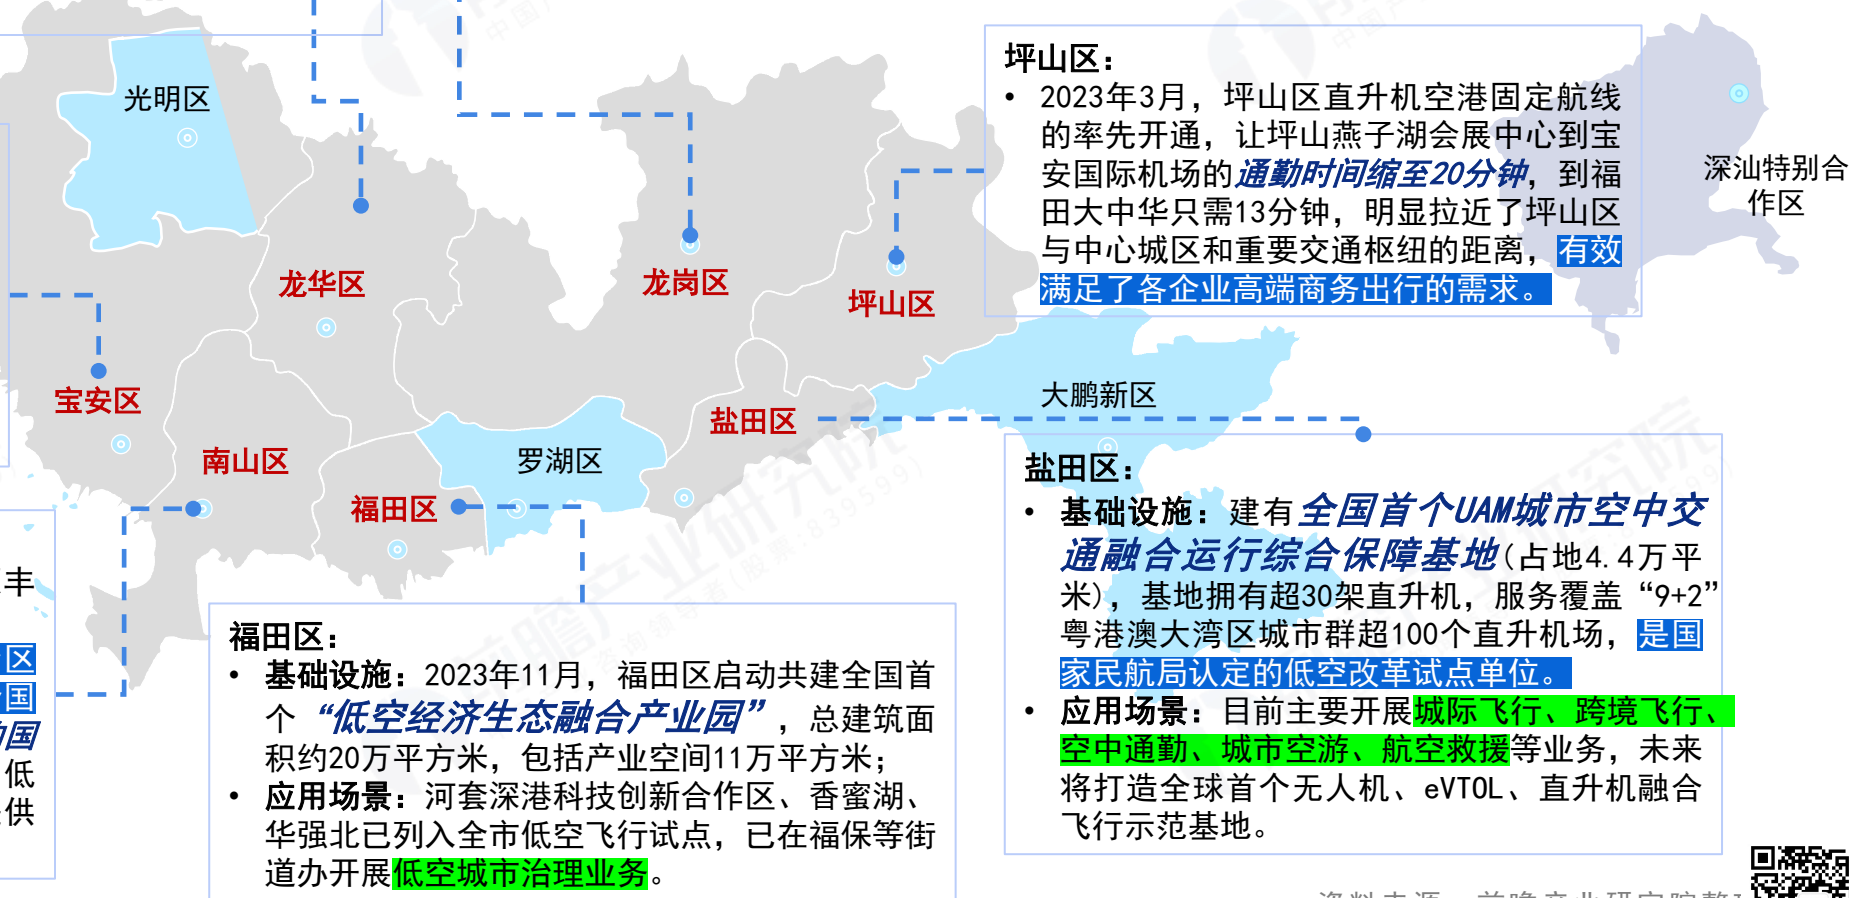 光明区
龙华区
龙岗区
坪山区
宝安区
南山区
福田区
罗湖区
盐田区
大鹏新区
深汕特别合
作区
坪山区：
• 2023年3月，坪山区直升机空港固定航线
的率先开通，让坪山燕子湖会展中心到宝
安国际机场的通勤时间缩至20分钟，到福
田大中华只需13分钟，明显拉近了坪山区
与中心城区和重要交通枢纽的距离，有效
满足了各企业高端商务出行的需求。
丰
区
国
国
低
供
福田区：
• 基础设施：2023年11月，福田区启动共建全国首
个“低空经济生态融合产业园”，总建筑面
积约20万平方米，包括产业空间11万平方米；
• 应用场景：河套深港科技创新合作区、香蜜湖、
华强北已列入全市低空飞行试点，已在福保等街
道办开展低空城市治理业务。
盐田区：
• 基础设施：建有全国首个UAM城市空中交
通融合运行综合保障基地(占地4.4万平
米)，基地拥有超30架直升机，服务覆盖“9+2”
粤港澳大湾区城市群超100个直升机场，是国
家民航局认定的低空改革试点单位。
• 应用场景：目前主要开展城际飞行、跨境飞行、
空中通勤、城市空游、航空救援等业务，未来
将打造全球首个无人机、eVTOL、直升机融合
飞行示范基地。
资料来源 前瞻产业研究院整